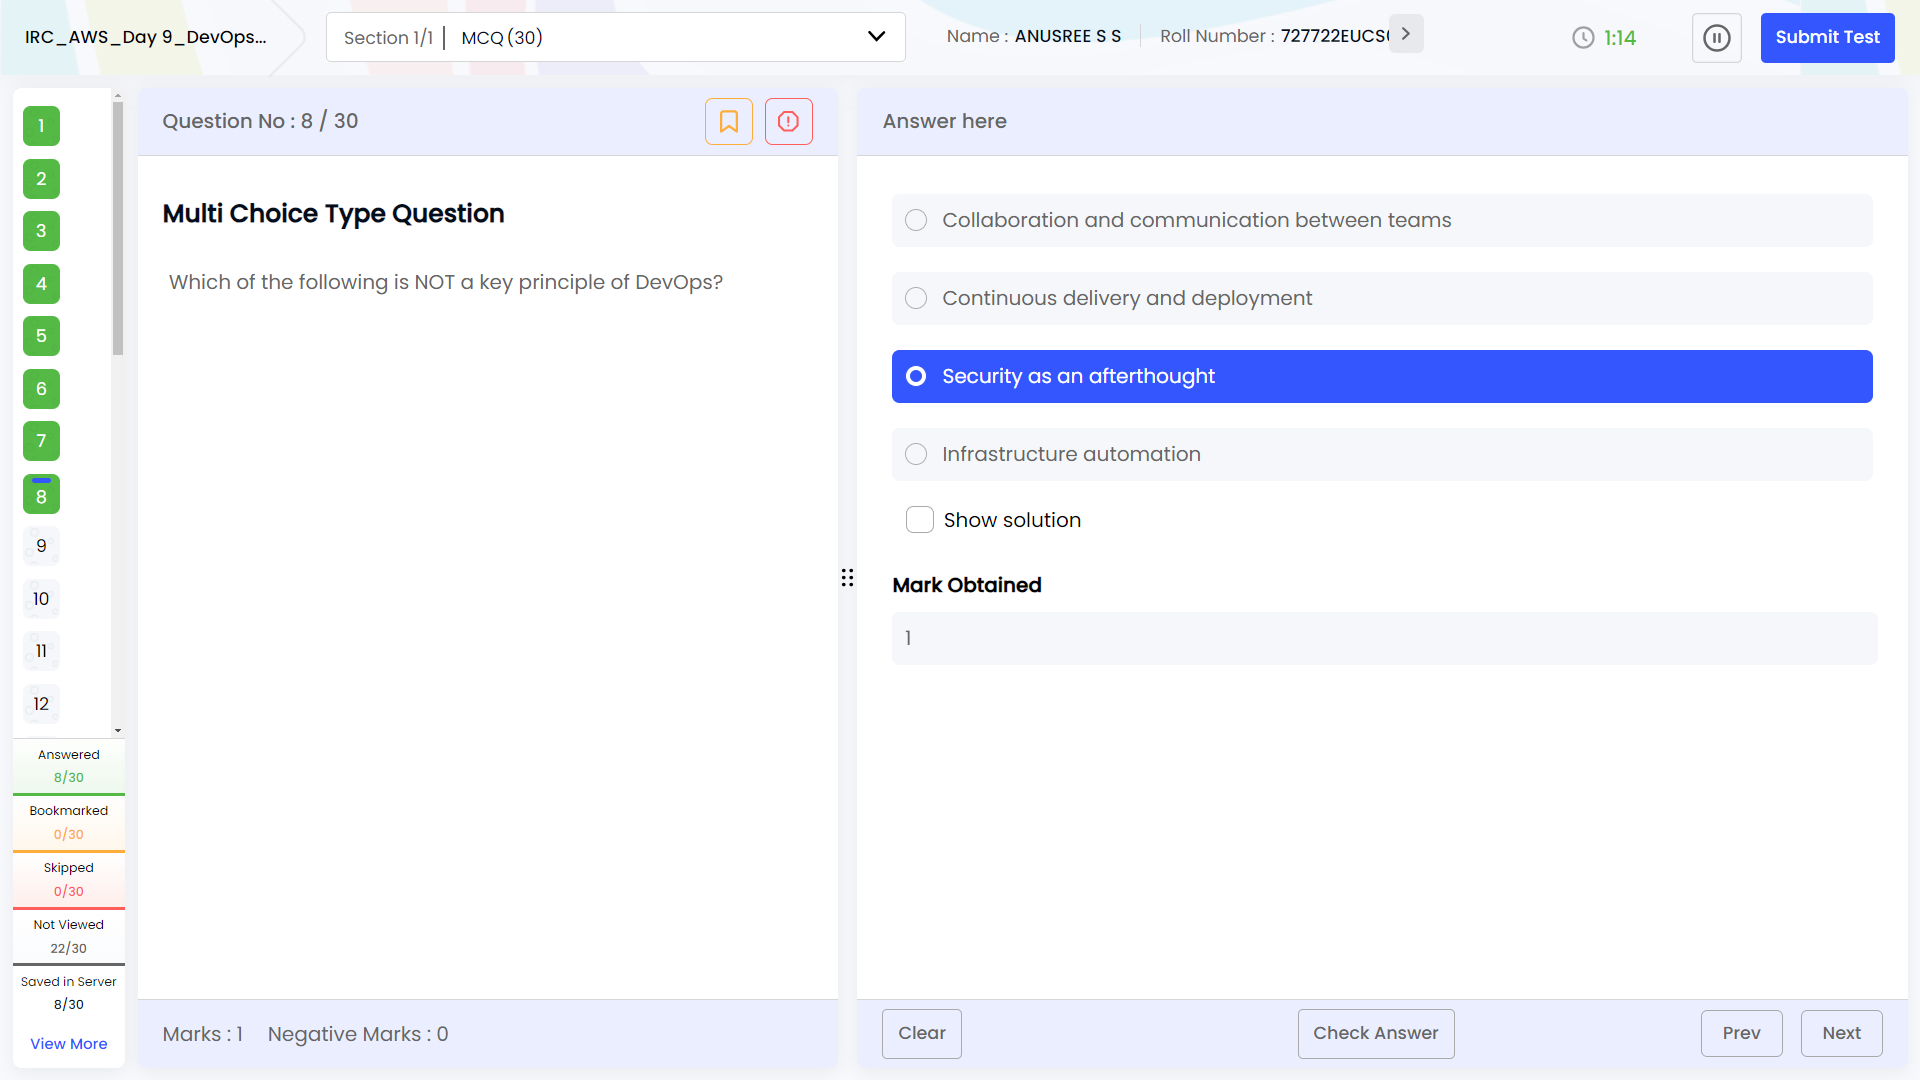 IRC_AWS_Day 9_DevOps...
Section 1/1 | MCQ (30)
Name : ANUSREE S S
Roll Number : 727722EUCS
1:14
Submit Test
1
2
3
4
5
6
7
8
9
10
11
12
Answered
8/30
Bookmarked
0/30
Skipped
0/30
Not Viewed
22/30
Saved in Server
8/30
View More
Question No : 8 / 30
Multi Choice Type Question
Which of the following is NOT a key principle of DevOps?
Marks : 1 Negative Marks : 0
Answer here
Collaboration and communication between teams
Continuous delivery and deployment
Security as an afterthought
Infrastructure automation
Show solution
Mark Obtained
1
Clear
Check Answer
Prev
Next